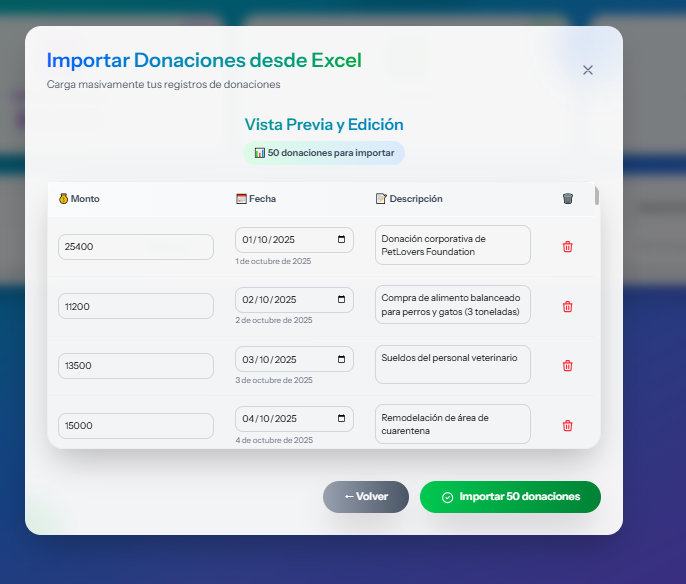 Importar Donaciones desde Excel
Carga masivamente tus registros de donaciones
Vista Previa y Edición
50 donaciones para importar
Monto Fecha Descripción
25400 01/10/2025 Donación corporativa de
PetLovers Foundation
1 de octubre de 2025
11200 02/10/2025 Compra de alimento balanceado
para perros y gatos (3 toneladas)
2 de octubre de 2025
13500 03/10/2025 Sueldos del personal veterinario
3 de octubre de 2025
15000 04/10/2025 Remodelación de área de
cuarentena
4 de octubre de 2025
← Volver Importar 50 donaciones